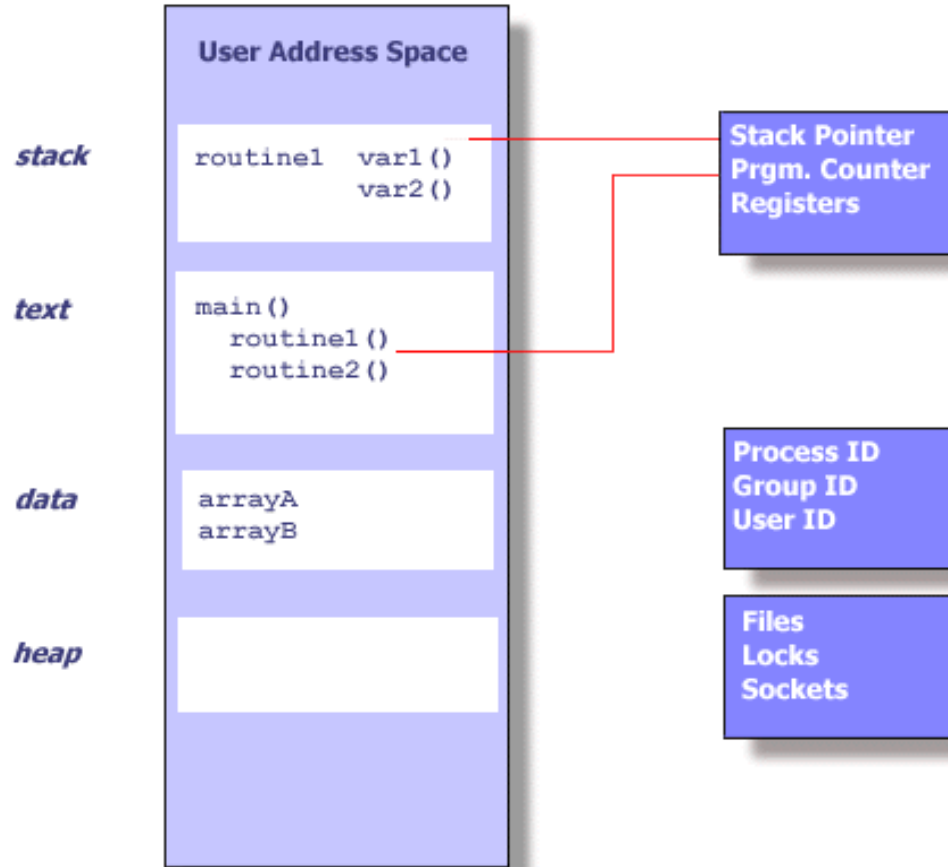 User Address Space
stack
routine1 var1()
var2()
text
main()
routine1()
routine2()
data
arrayA
arrayB
heap
Stack Pointer
Prgm. Counter
Registers
Process ID
Group ID
User ID
Files
Locks
Sockets